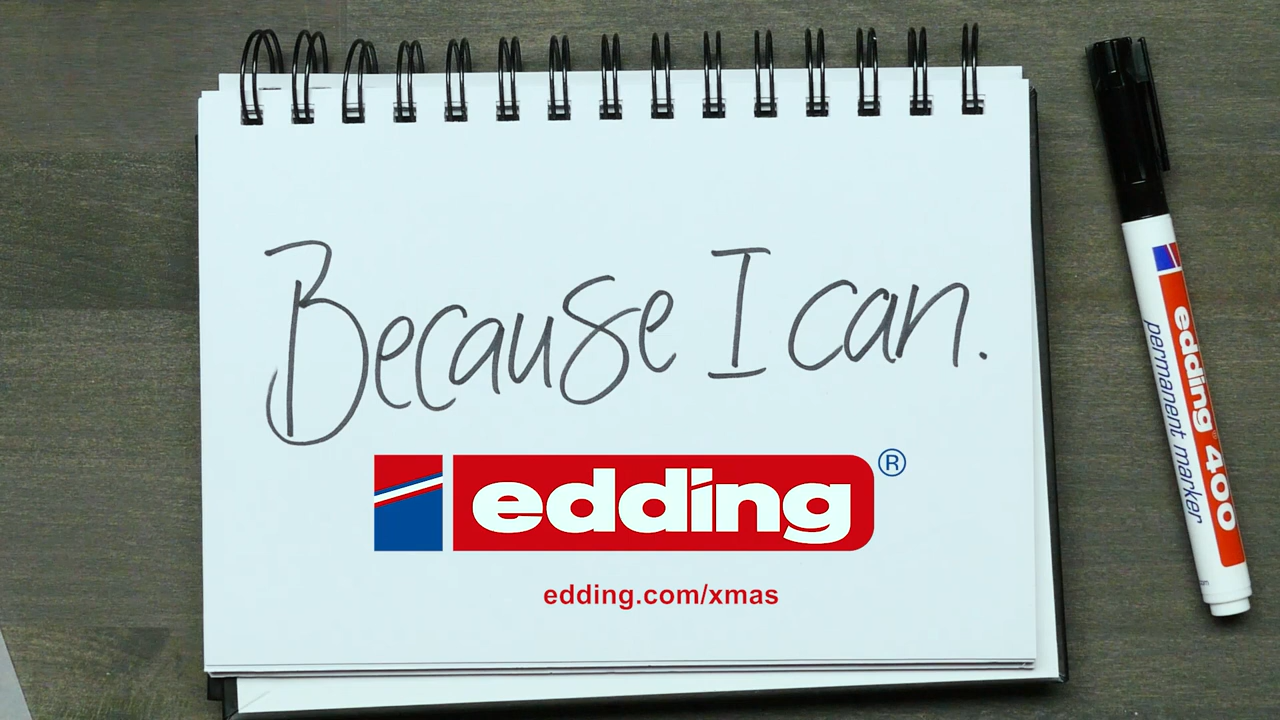 Because I can.
edding®
edding.com/xmas
edding® 400
permanent marker